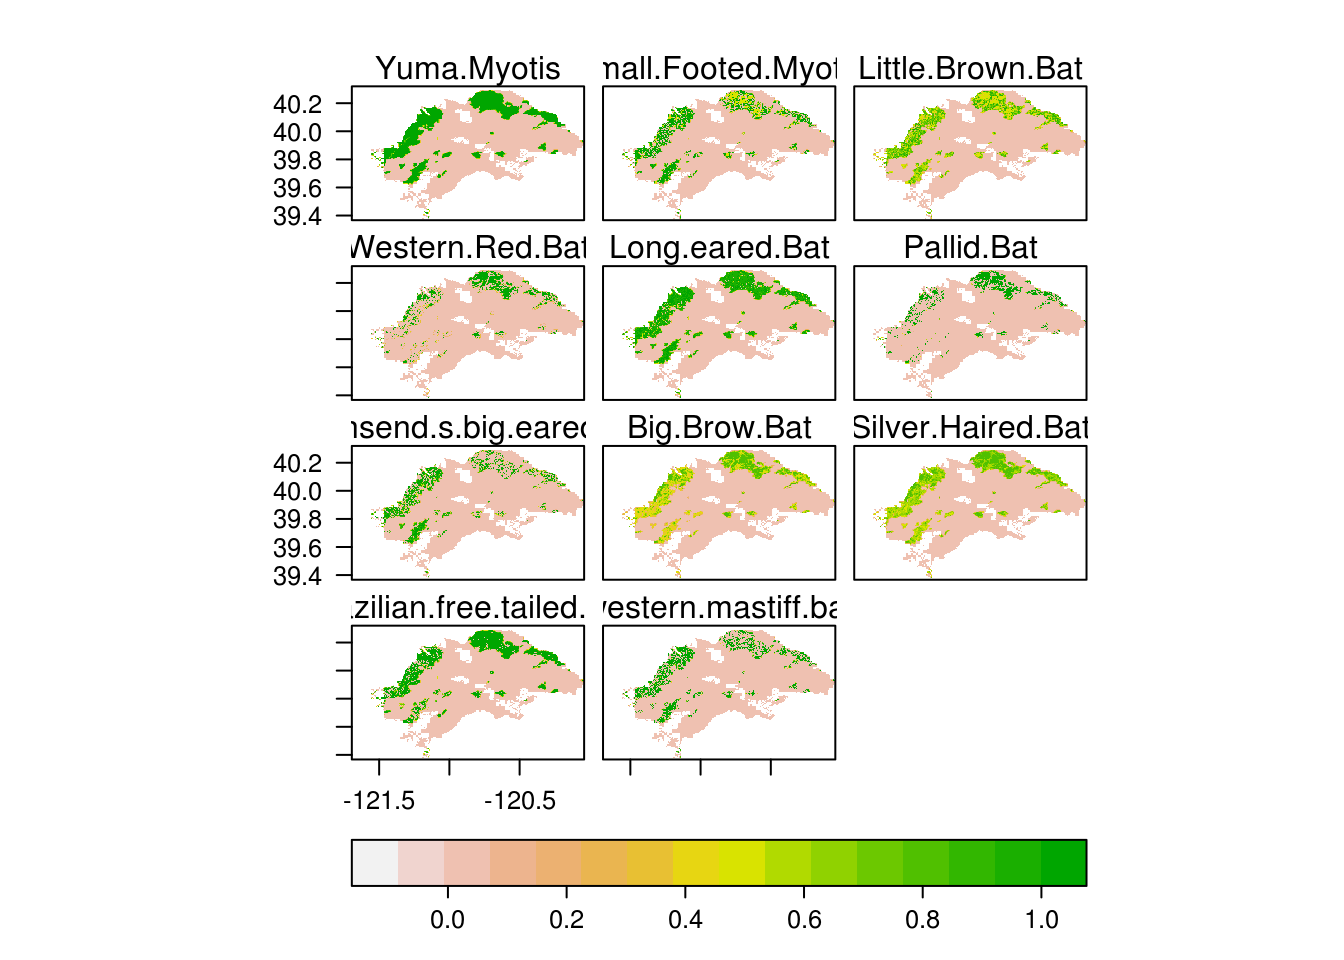 Yuma.Myotis mall.Footed.Myot Little.Brown.Bat
40.2
40.0
39.8
39.6
39.4
Western.Red.Bat Long.eared.Bat Pallid.Bat
nsend.s.big.eared Big.Brow.Bat Silver.Haired.Bat
40.2
40.0
39.8
39.6
39.4
zilian.free.tailed. western.mastiff.ba
-121.5 -120.5
0.0 0.2 0.4 0.6 0.8 1.0